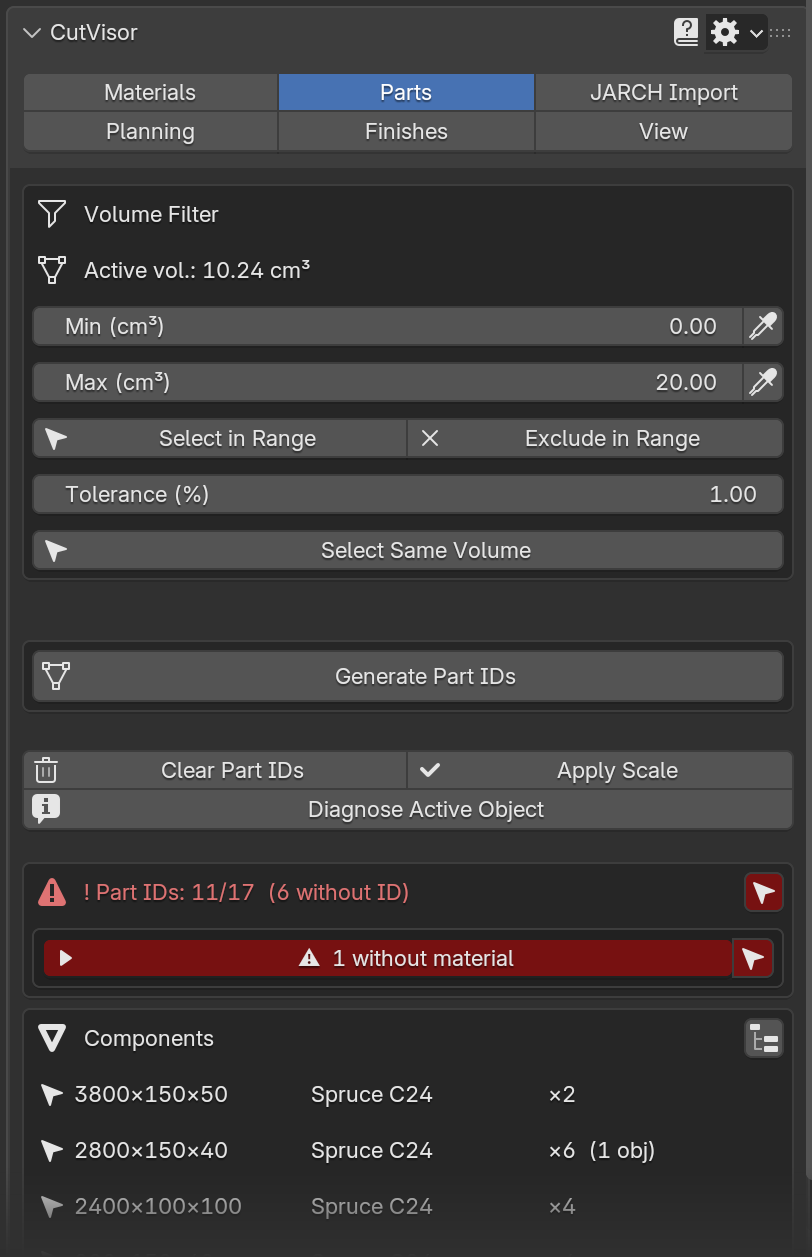 CutVisor
Materials Parts JARCH Import
Planning Finishes View
Volume Filter
Active vol.: 10.24 cm³
Min (cm³) 0.00
Max (cm³) 20.00
Select in Range Exclude in Range
Tolerance (%) 1.00
Select Same Volume
Generate Part IDs
Clear Part IDs Apply Scale
Diagnose Active Object
! Part IDs: 11/17 (6 without ID)
1 without material
Components
3800×150×50 Spruce C24 ×2
2800×150×40 Spruce C24 ×6 (1 obj)
2400×100×100 Spruce C24 ×4